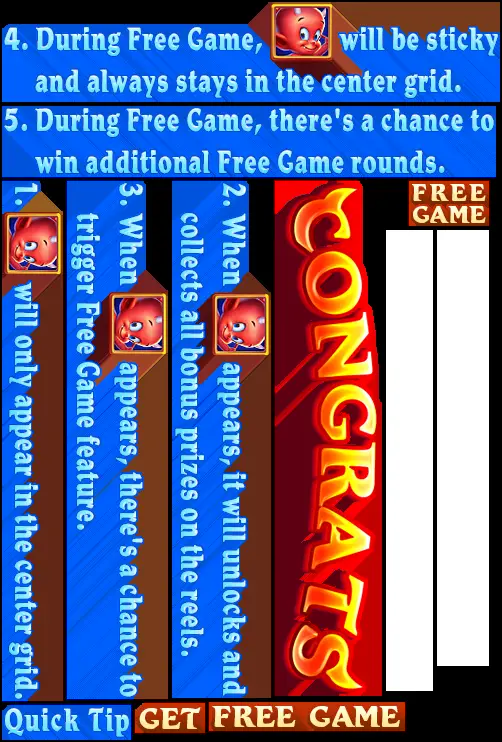 4. During Free Game, will be sticky
and always stays in the center grid.
5. During Free Game, there's a chance to
win additional Free Game rounds.
1. will only appear in the center grid.
3. When appears, there's a chance to
trigger Free Game feature.
2. When appears, it will unlocks and
collects all bonus prizes on the reels.
CONGRATS
FREE
GAME
Quick Tip
GET
FREE GAME